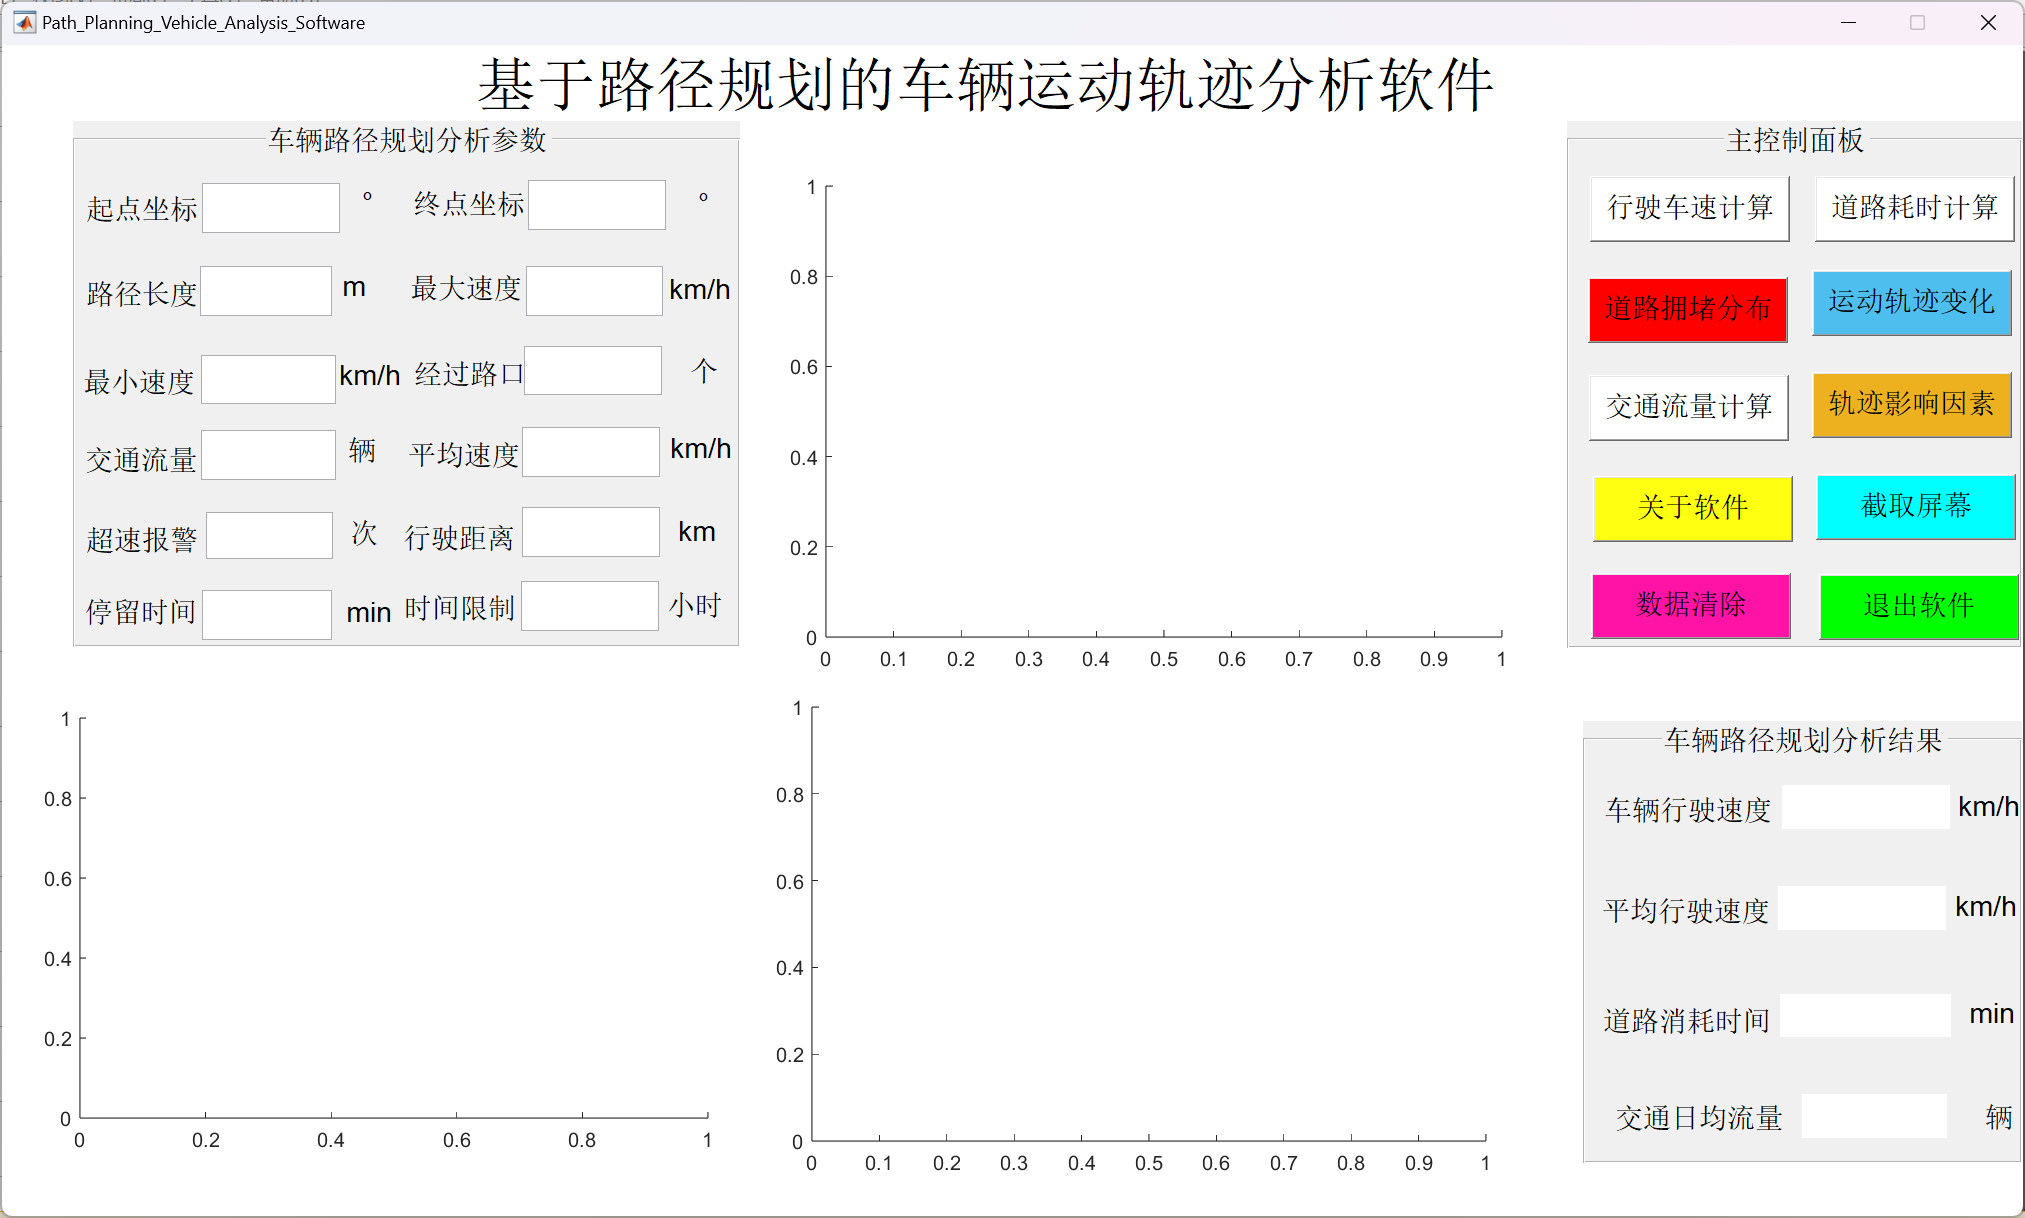 Path_Planning_Vehicle_Analysis_Software
基于路径规划的车辆运动轨迹分析软件
车辆路径规划分析参数
起点坐标 ° 终点坐标 °
路径长度 m 最大速度 km/h
最小速度 km/h 经过路口 个
交通流量 辆 平均速度 km/h
超速报警 次 行驶距离 km
停留时间 min 时间限制 小时
1
0.8
0.6
0.4
0.2
0
0 0.1 0.2 0.3 0.4 0.5 0.6 0.7 0.8 0.9 1
主控制面板
行驶车速计算 道路耗时计算
道路拥堵分布 运动轨迹变化
交通流量计算 轨迹影响因素
关于软件 截取屏幕
数据清除 退出软件
1
0.8
0.6
0.4
0.2
0
0 0.2 0.4 0.6 0.8 1
1
0.8
0.6
0.4
0.2
0
0 0.1 0.2 0.3 0.4 0.5 0.6 0.7 0.8 0.9 1
车辆路径规划分析结果
车辆行驶速度 km/h
平均行驶速度 km/h
道路消耗时间 min
交通日均流量 辆